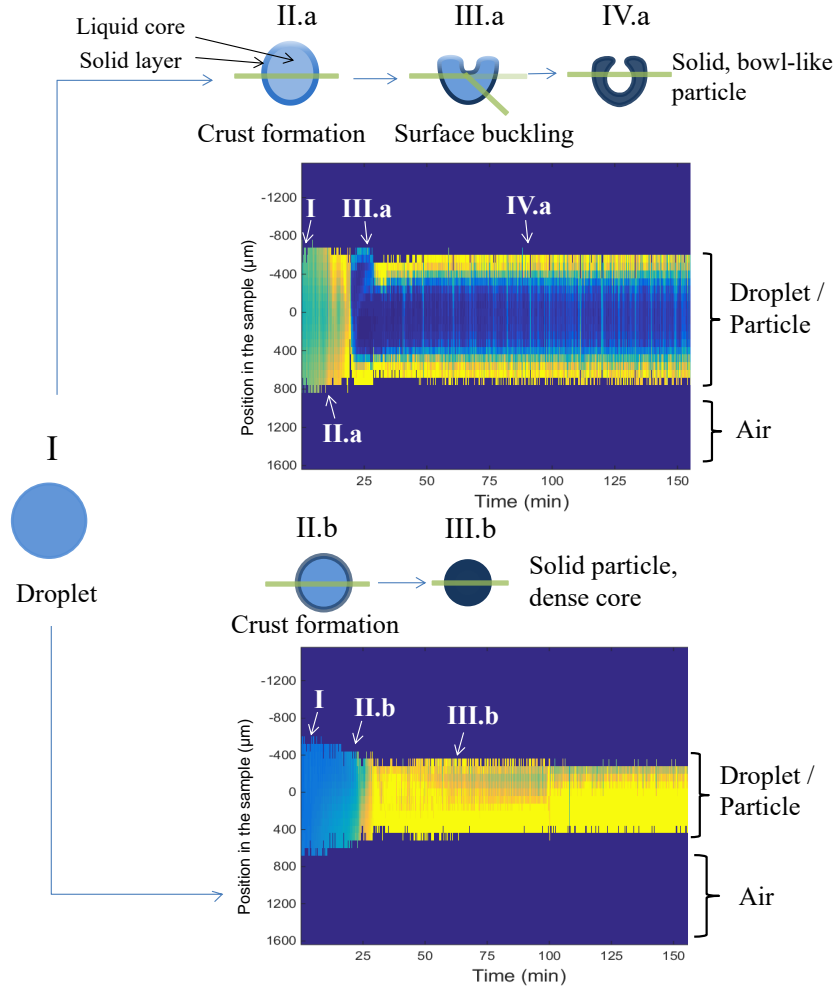 II.a
III.a
IV.a
Liquid core
Solid layer
Solid, bowl-like
particle
Crust formation
Surface buckling
Position in the sample (µm)
-1200
-800
-400
0
400
800
1200
1600
I
III.a
IV.a
II.a
25
50
75
100
125
150
Time (min)
Droplet /
Particle
Air
I
Droplet
II.b
III.b
Solid particle,
dense core
Crust formation
Position in the sample (µm)
-1200
-800
-400
0
400
800
1200
1600
I
II.b
III.b
25
50
75
100
125
150
Time (min)
Droplet /
Particle
Air